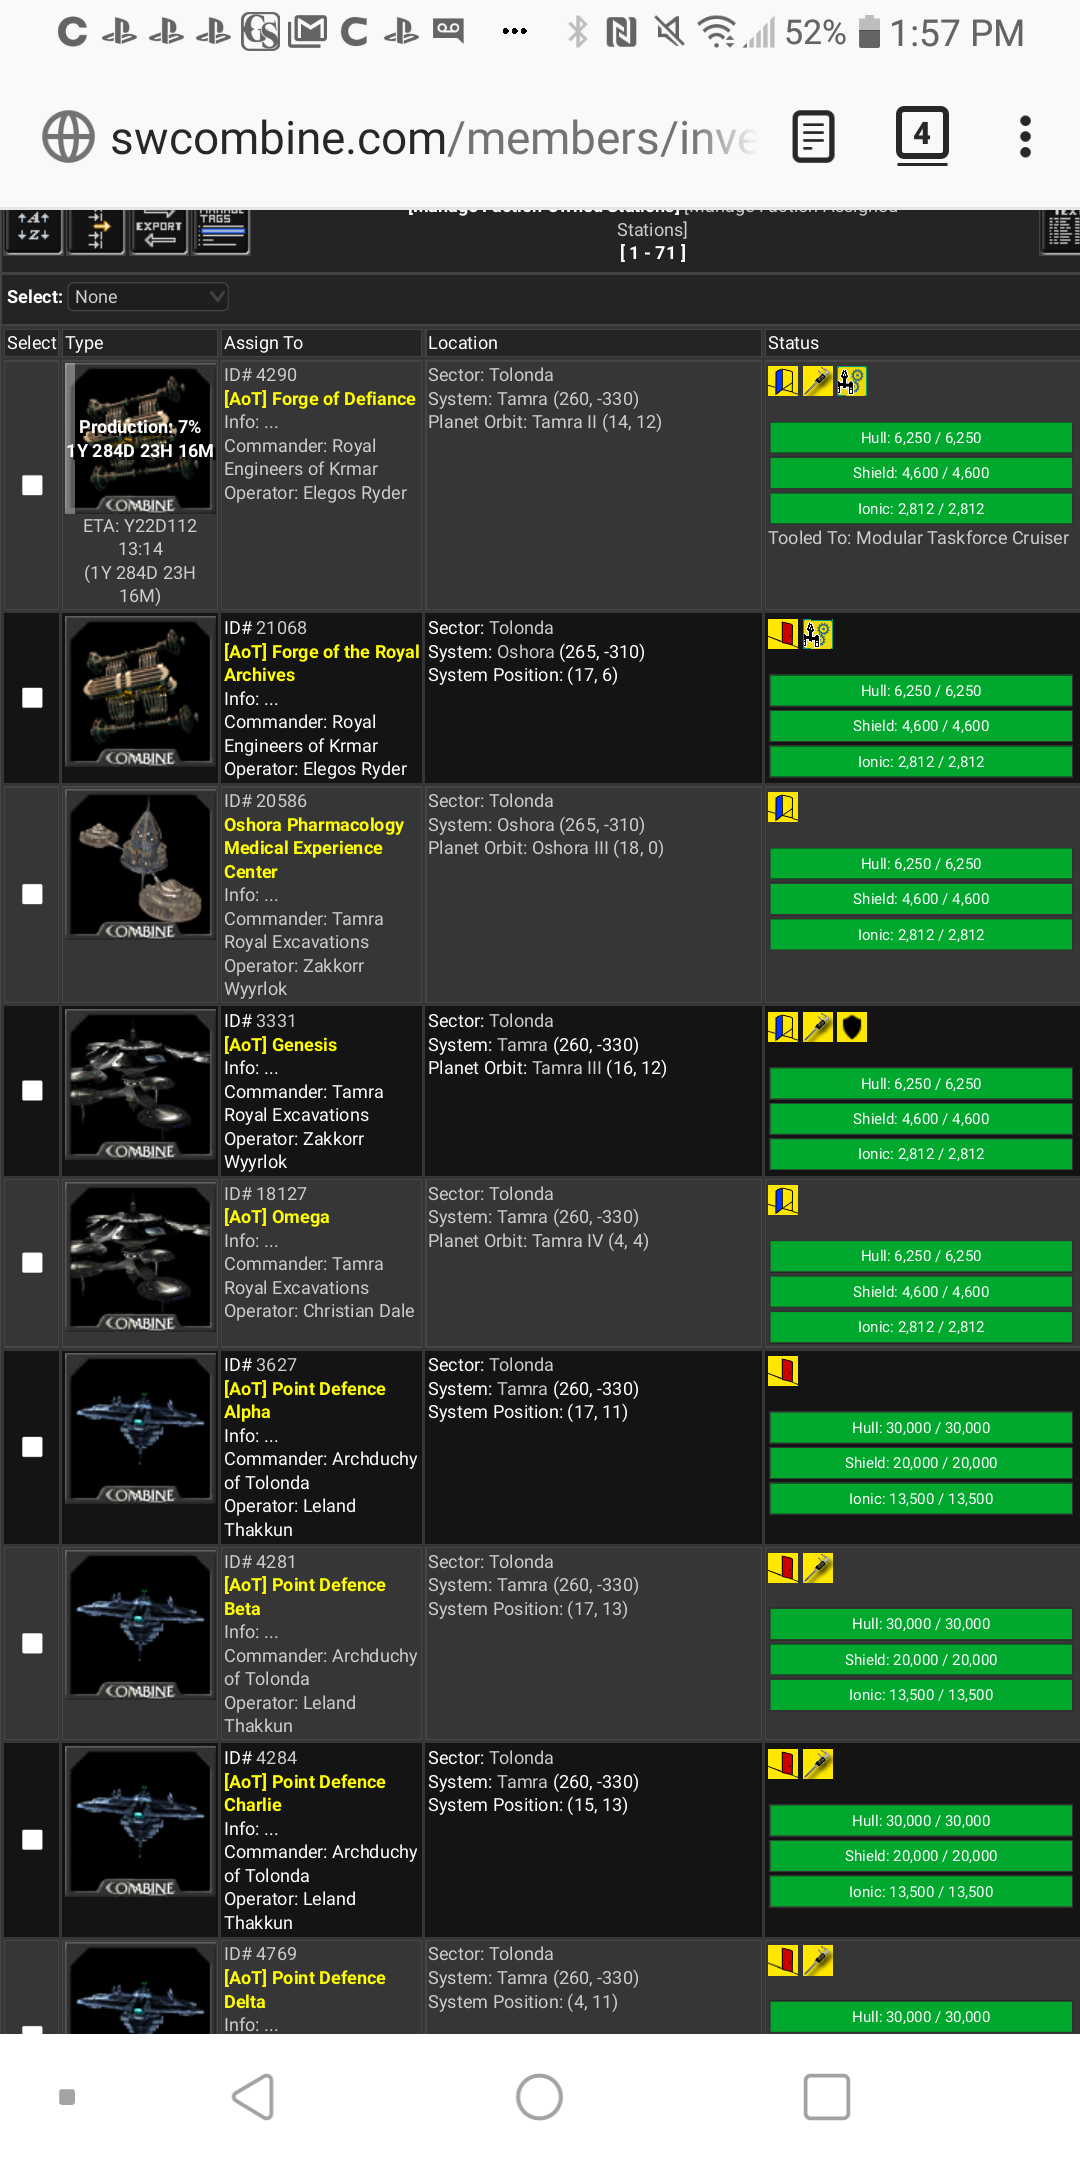 52% 1:57 PM
swcombine.com/members/inve
4
EXPORT
MANAGE
TAGS
[Manage Faction Owned Stations] [Manage Faction Assigned
Stations]
[ 1 - 71 ]
Select: None
Select Type Assign To Location Status
Production: 7%
1Y 284D 23H 16M
COMBINE
ETA: Y22D112
13:14
(1Y 284D 23H
16M)
ID# 4290
[AoT] Forge of Defiance
Info: ...
Commander: Royal
Engineers of Krmar
Operator: Elegos Ryder
Sector: Tolonda
System: Tamra (260, -330)
Planet Orbit: Tamra II (14, 12)
Hull: 6,250 / 6,250
Shield: 4,600 / 4,600
Ionic: 2,812 / 2,812
Tooled To: Modular Taskforce Cruiser
COMBINE
ID# 21068
[AoT] Forge of the Royal
Archives
Info: ...
Commander: Royal
Engineers of Krmar
Operator: Elegos Ryder
Sector: Tolonda
System: Oshora (265, -310)
System Position: (17, 6)
Hull: 6,250 / 6,250
Shield: 4,600 / 4,600
Ionic: 2,812 / 2,812
COMBINE
ID# 20586
Oshora Pharmacology
Medical Experience
Center
Info: ...
Commander: Tamra
Royal Excavations
Operator: Zakkorr
Wyyrlok
Sector: Tolonda
System: Oshora (265, -310)
Planet Orbit: Oshora III (18, 0)
Hull: 6,250 / 6,250
Shield: 4,600 / 4,600
Ionic: 2,812 / 2,812
COMBINE
ID# 3331
[AoT] Genesis
Info: ...
Commander: Tamra
Royal Excavations
Operator: Zakkorr
Wyyrlok
Sector: Tolonda
System: Tamra (260, -330)
Planet Orbit: Tamra III (16, 12)
Hull: 6,250 / 6,250
Shield: 4,600 / 4,600
Ionic: 2,812 / 2,812
COMBINE
ID# 18127
[AoT] Omega
Info: ...
Commander: Tamra
Royal Excavations
Operator: Christian Dale
Sector: Tolonda
System: Tamra (260, -330)
Planet Orbit: Tamra IV (4, 4)
Hull: 6,250 / 6,250
Shield: 4,600 / 4,600
Ionic: 2,812 / 2,812
COMBINE
ID# 3627
[AoT] Point Defence
Alpha
Info: ...
Commander: Archduchy
of Tolonda
Operator: Leland
Thakkun
Sector: Tolonda
System: Tamra (260, -330)
System Position: (17, 11)
Hull: 30,000 / 30,000
Shield: 20,000 / 20,000
Ionic: 13,500 / 13,500
COMBINE
ID# 4281
[AoT] Point Defence
Beta
Info: ...
Commander: Archduchy
of Tolonda
Operator: Leland
Thakkun
Sector: Tolonda
System: Tamra (260, -330)
System Position: (17, 13)
Hull: 30,000 / 30,000
Shield: 20,000 / 20,000
Ionic: 13,500 / 13,500
COMBINE
ID# 4284
[AoT] Point Defence
Charlie
Info: ...
Commander: Archduchy
of Tolonda
Operator: Leland
Thakkun
Sector: Tolonda
System: Tamra (260, -330)
System Position: (15, 13)
Hull: 30,000 / 30,000
Shield: 20,000 / 20,000
Ionic: 13,500 / 13,500
ID# 4769
[AoT] Point Defence
Delta
Info: ...
Sector: Tolonda
System: Tamra (260, -330)
System Position: (4, 11)
Hull: 30,000 / 30,000